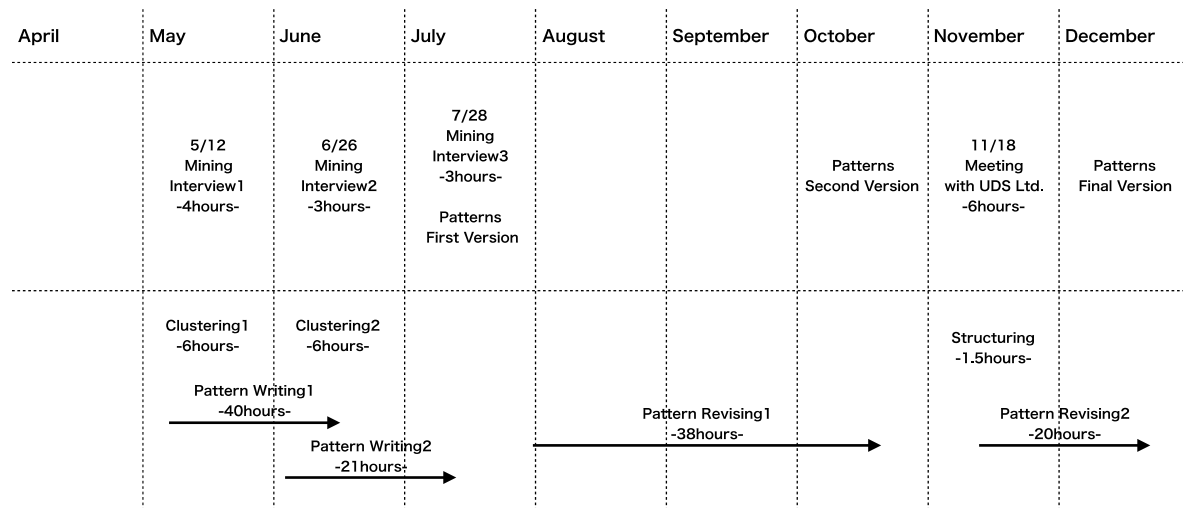 April
May
June
July
August
September
October
November
December
5/12
Mining
Interview1
-4hours-
6/26
Mining
Interview2
-3hours-
7/28
Mining
Interview3
-3hours-
Patterns
First Version
Patterns
Second Version
11/18
Meeting
with UDS Ltd.
-6hours-
Patterns
Final Version
Clustering1
-6hours-
Clustering2
-6hours-
Structuring
-1.5hours-
Pattern Writing1
-40hours-
Pattern Writing2
-21hours-
Pattern Revising1
-38hours-
Pattern Revising2
-20hours-